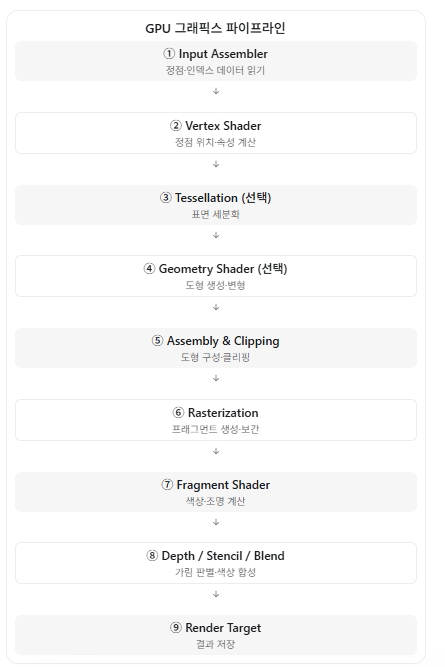 GPU 그래픽스 파이프라인
① Input Assembler
정점·인덱스 데이터 읽기
↓
② Vertex Shader
정점 위치·속성 계산
↓
③ Tessellation (선택)
표면 세분화
↓
④ Geometry Shader (선택)
도형 생성·변형
↓
⑤ Assembly & Clipping
도형 구성·클리핑
↓
⑥ Rasterization
프래그먼트 생성·보간
↓
⑦ Fragment Shader
색상·조명 계산
↓
⑧ Depth / Stencil / Blend
가림 판별·색상 합성
↓
⑨ Render Target
결과 저장